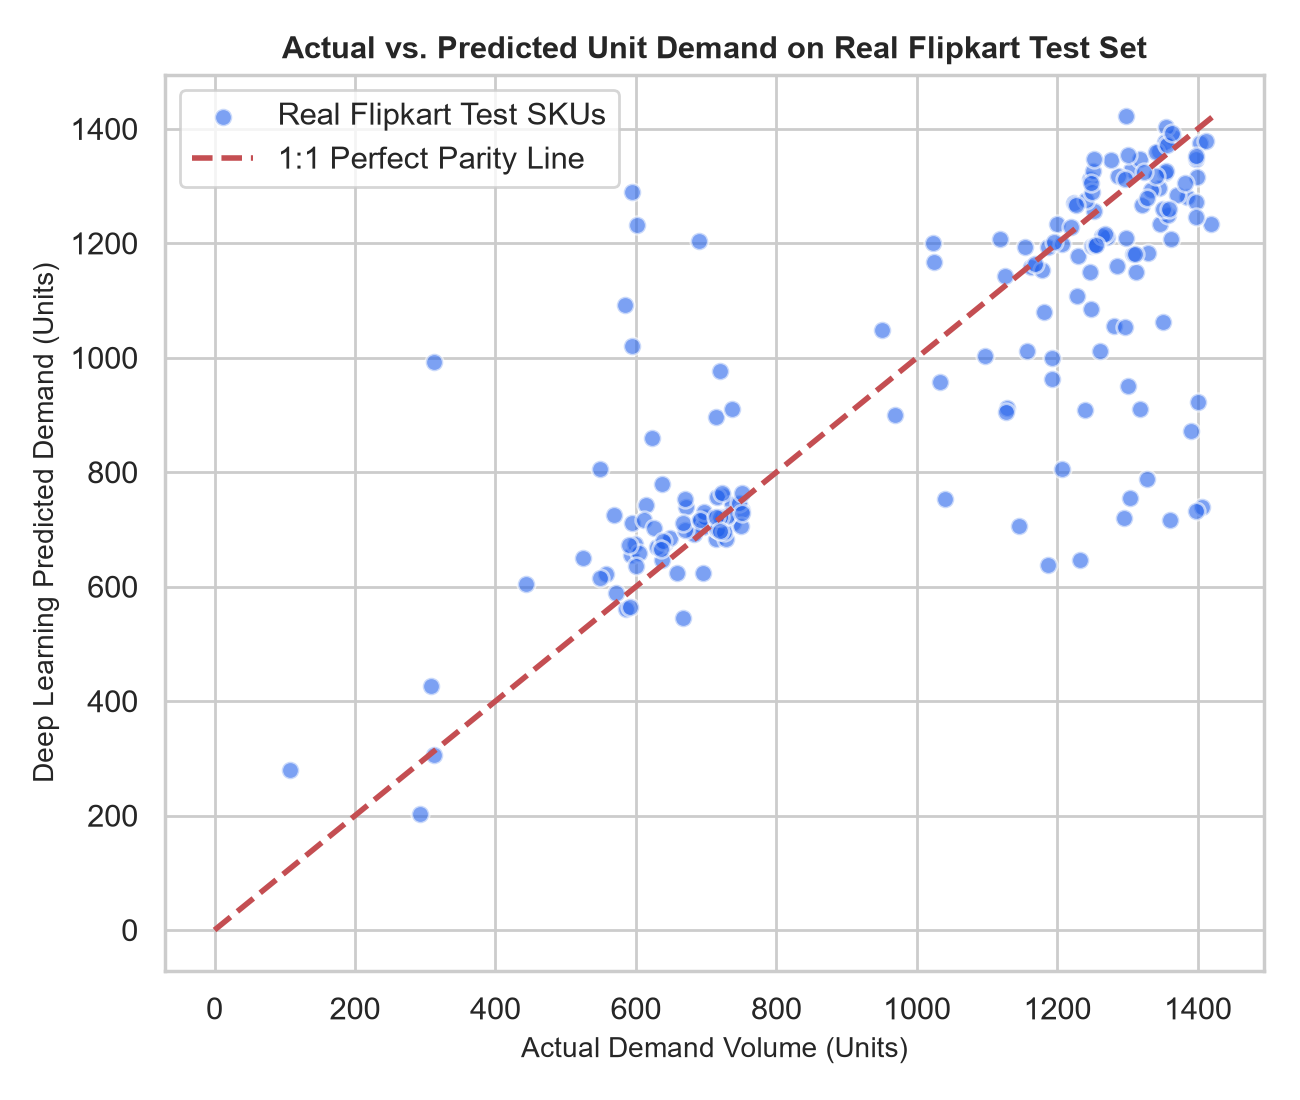 Actual vs. Predicted Unit Demand on Real Flipkart Test Set
Real Flipkart Test SKUs
1:1 Perfect Parity Line
Deep Learning Predicted Demand (Units)
1400
1200
1000
800
600
400
200
0
0 200 400 600 800 1000 1200 1400
Actual Demand Volume (Units)